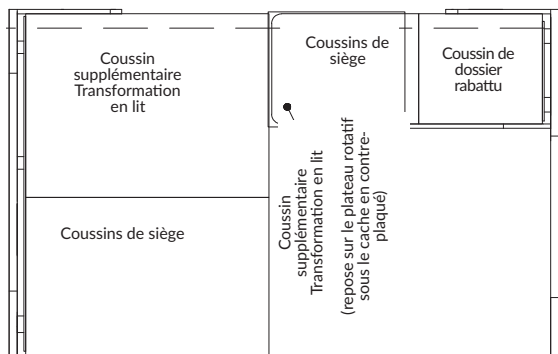 Coussin
supplémentaire
Transformation
en lit
Coussins de
siège
Coussin de
dossier
rabattu
Coussins de siège
Coussin
supplémentaire
Transformation en lit
(repose sur le plateau rotatif
sous le cache en contre-
plaqué)